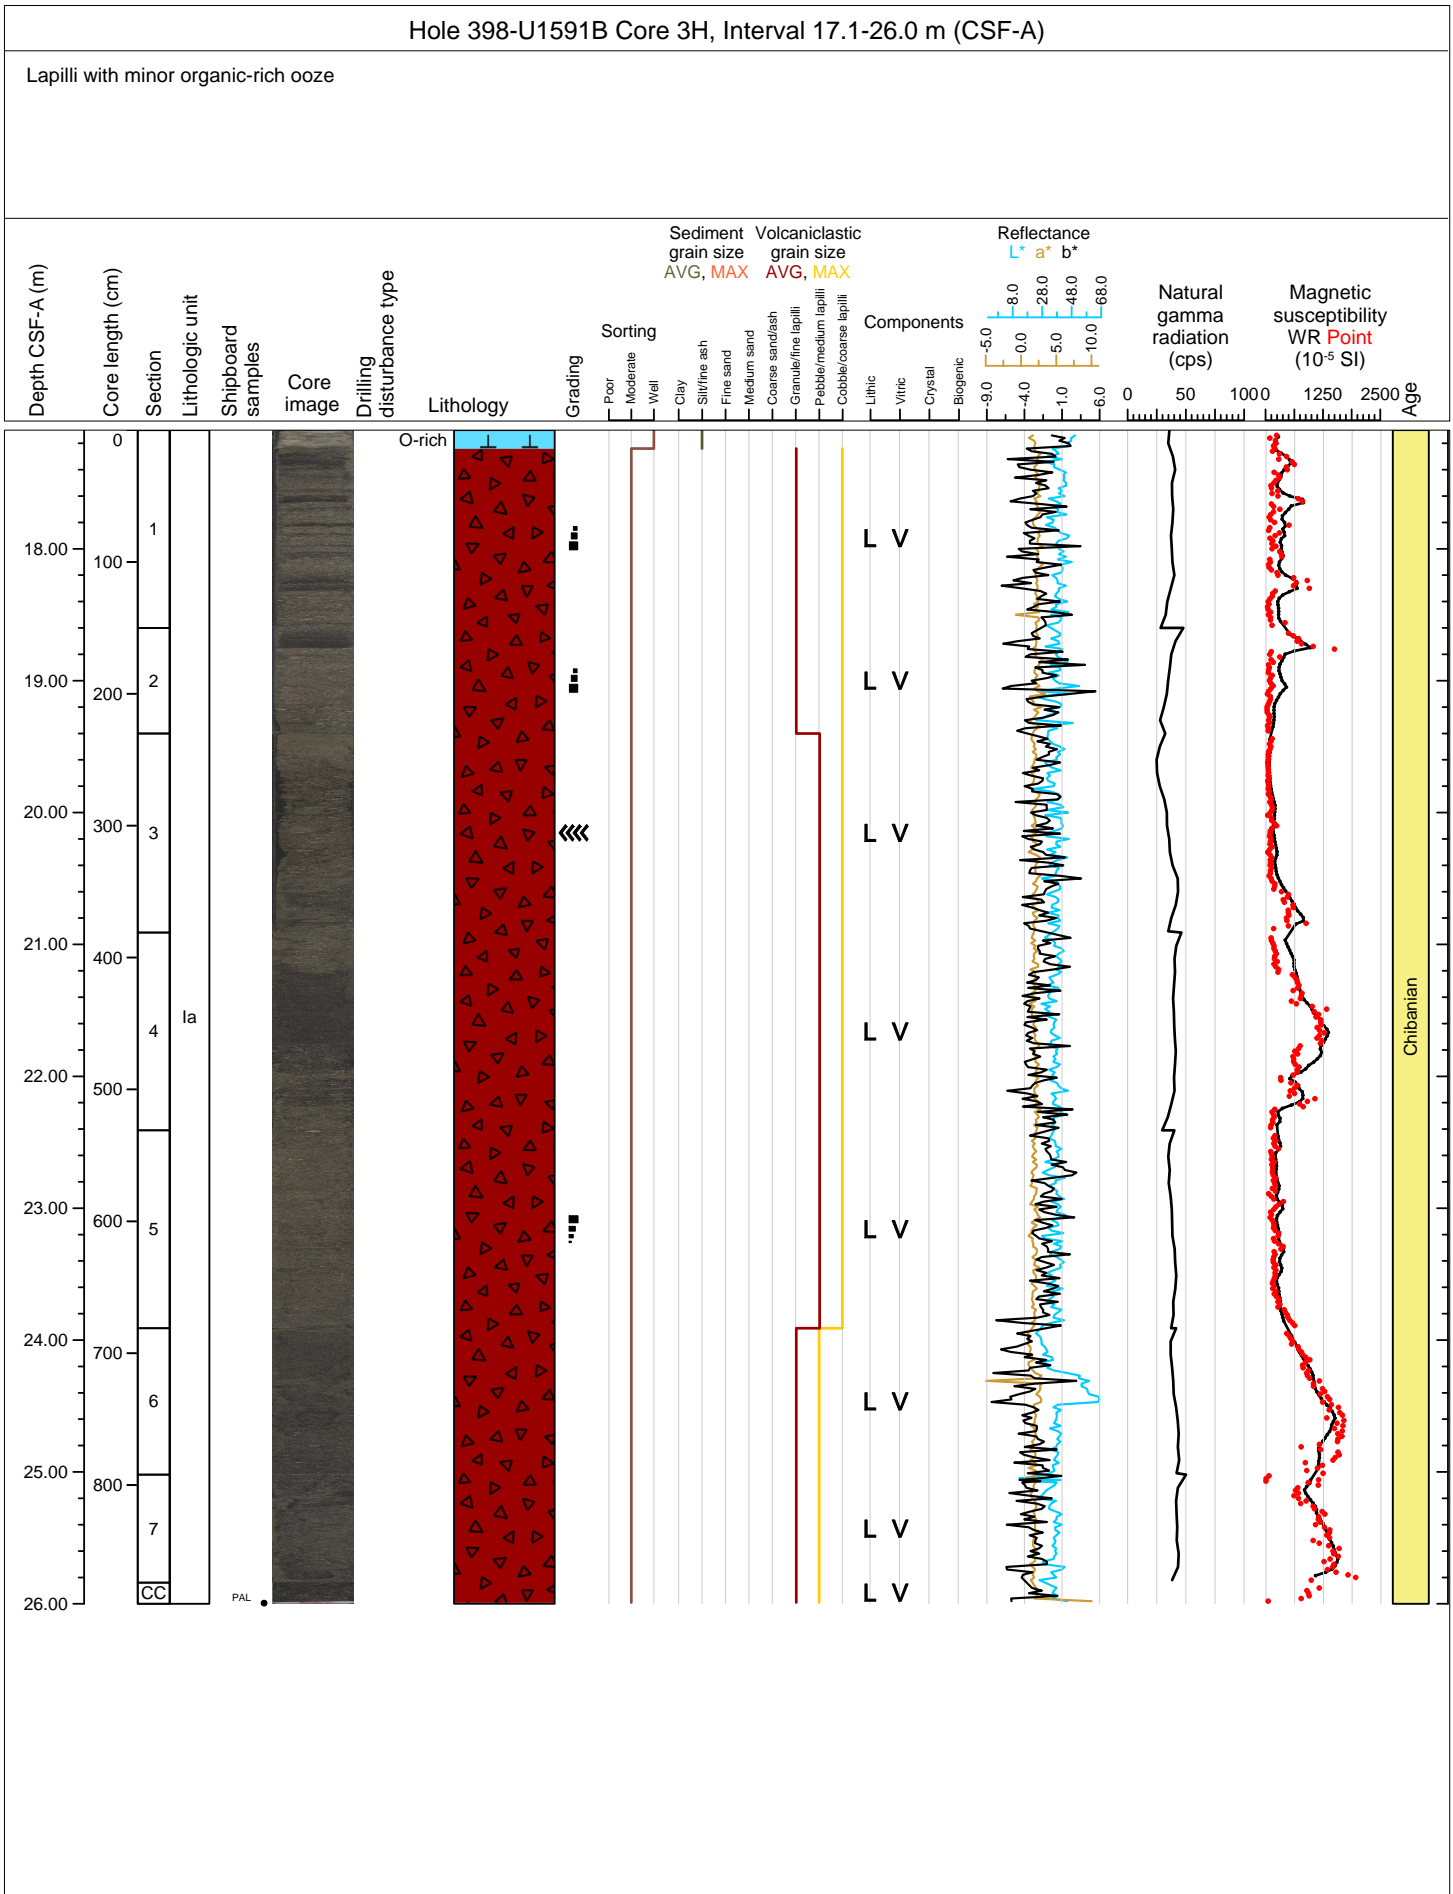 Hole 398-U1591B Core 3H, Interval 17.1-26.0 m (CSF-A)
Lapilli with minor organic-rich ooze
Depth CSF-A (m)
Core length (cm)
Section
Lithologic unit
Shipboard
samples
Core
image
Drilling
disturbance type
Lithology
Grading
Sorting
Poor
Moderate
Well
Sediment
grain size
AVG, MAX
Volcaniclastic
grain size
AVG, MAX
Clay
Silt/fine ash
Fine sand
Medium sand
Coarse sand/ash
Granule/fine lapilli
Pebble/medium lapilli
Cobble/coarse lapilli
Components
Lithic
Vitric
Crystal
Biogenic
Reflectance
L* a* b*
8.0 28.0 48.0 68.0
-5.0 0.0 5.0 10.0
-9.0 -4.0 1.0 6.0
Natural
gamma
radiation
(cps)
0 50 100
Magnetic
susceptibility
WR Point
(10-5 SI)
0 1250 2500
Age
0
O-rich
1
L V
18.00
100
19.00
2
L V
200
20.00
300
3
L V
21.00
400
Ia
4
L V
Chibanian
22.00
500
23.00
600
5
L V
24.00
700
6
L V
25.00
800
7
L V
CC
L V
PAL
26.00